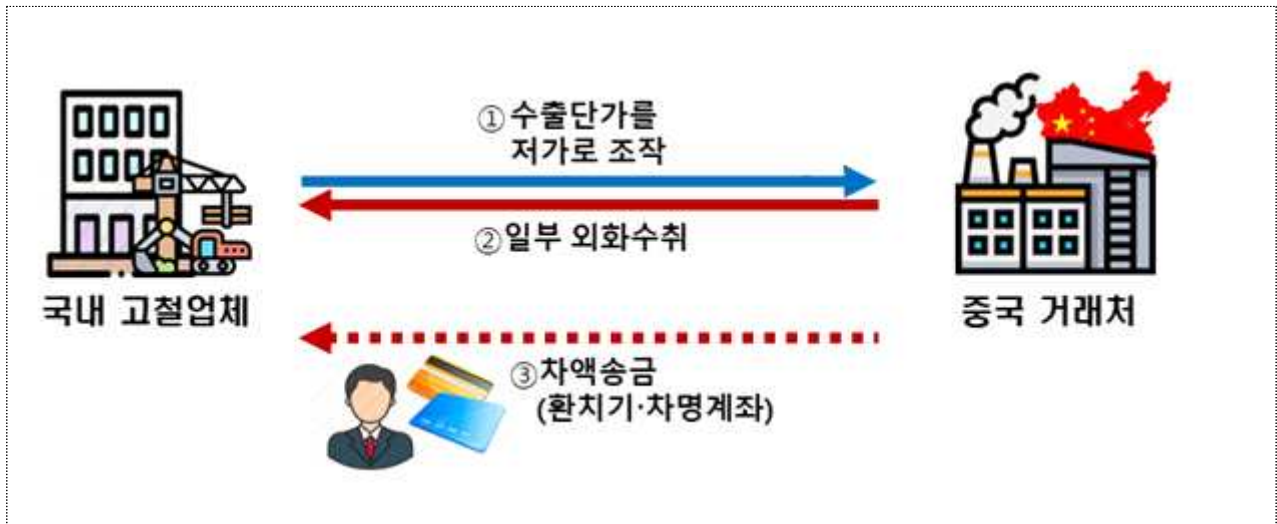 ① 수출단가를
저가로 조작
② 일부 외화수취
국내 고철업체
중국 거래처
③ 차액송금
(환치기·차명계좌)